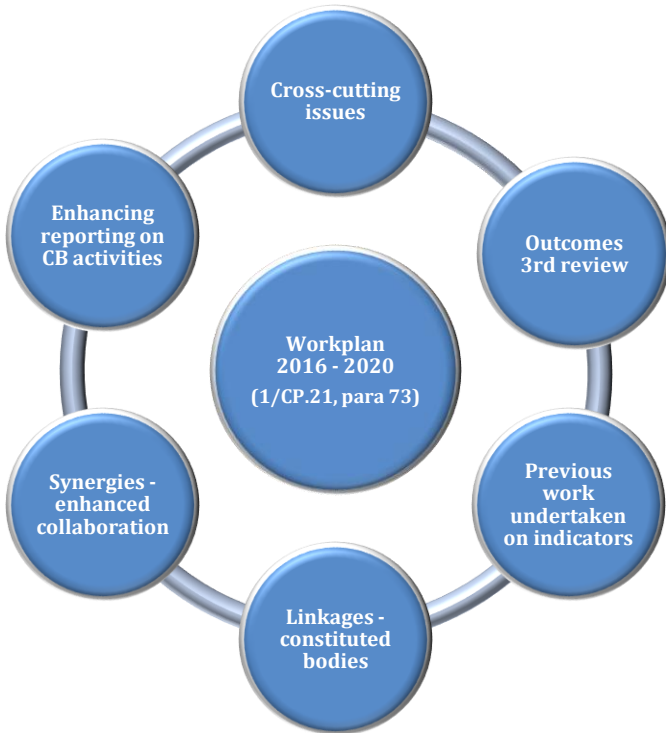 Cross-cutting
issues
Outcomes
3rd review
Previous
work
undertaken
on indicators
Linkages -
constituted
bodies
Synergies -
enhanced
collaboration
Enhancing
reporting on
CB activities
Workplan
2016 - 2020
(1/CP.21, para 73)